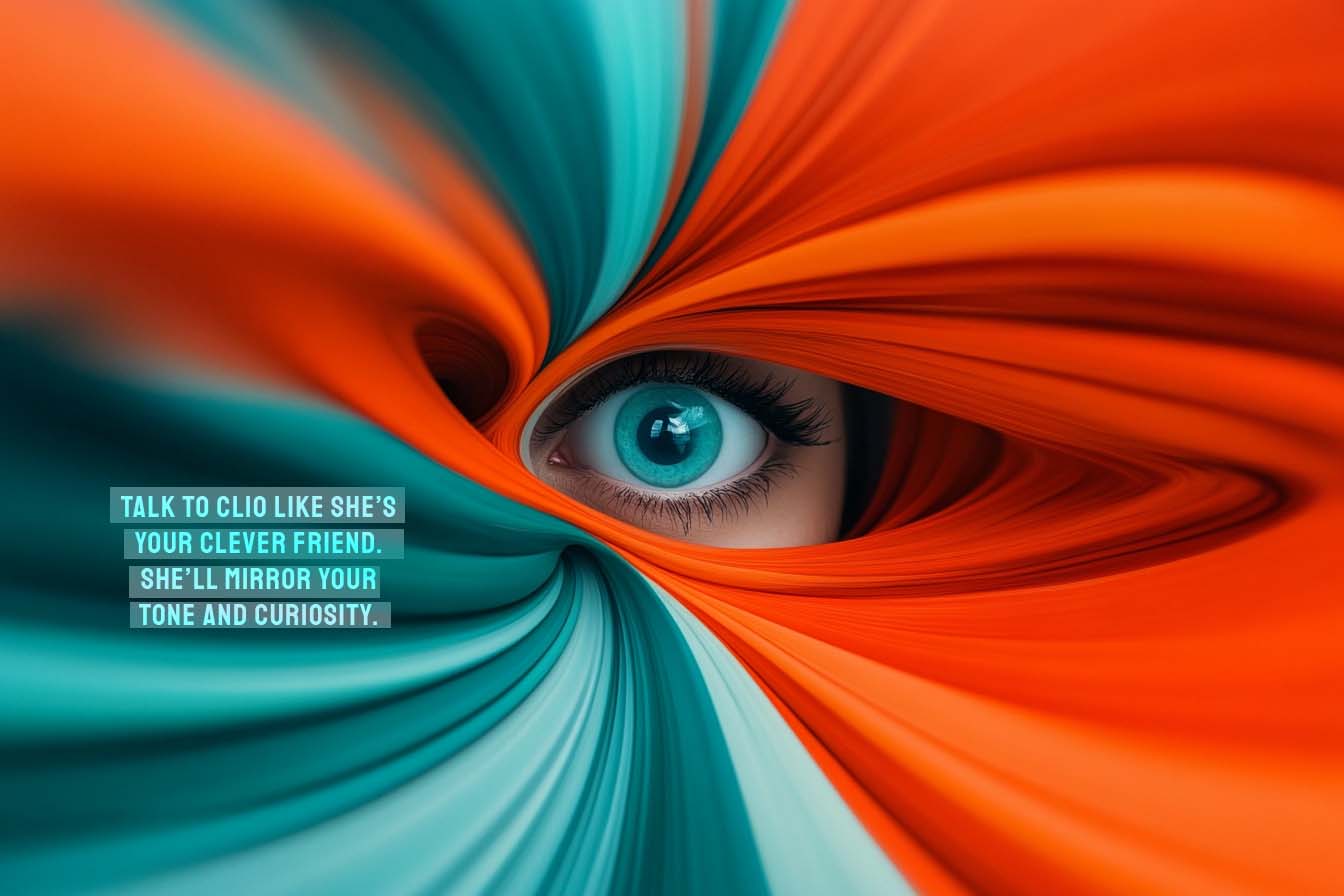 TALK TO CLIO LIKE SHE'S
YOUR CLEVER FRIEND.
SHE'LL MIRROR YOUR
TONE AND CURIOSITY.